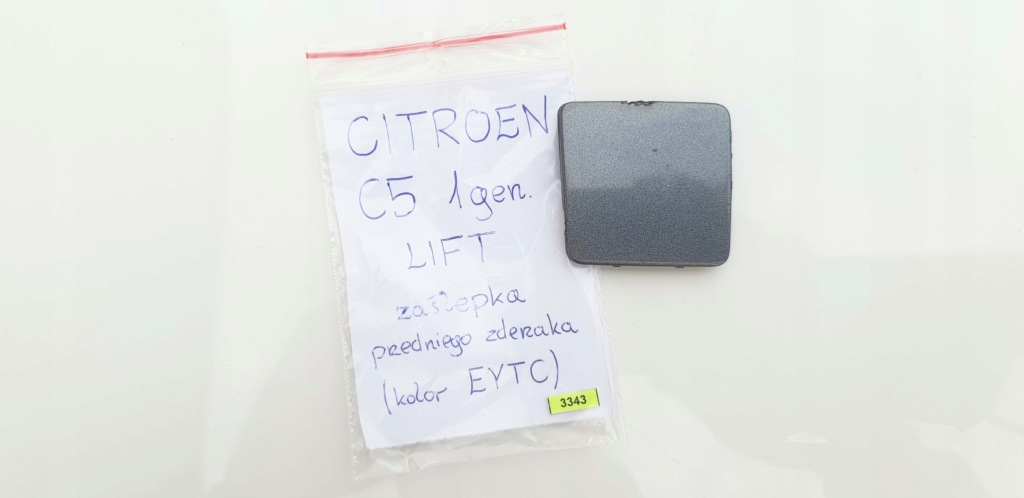 CITROEN
C5 1gen.
LIFT
zaślepka
przedniego zderzaka
(kolor EYTC)
3343